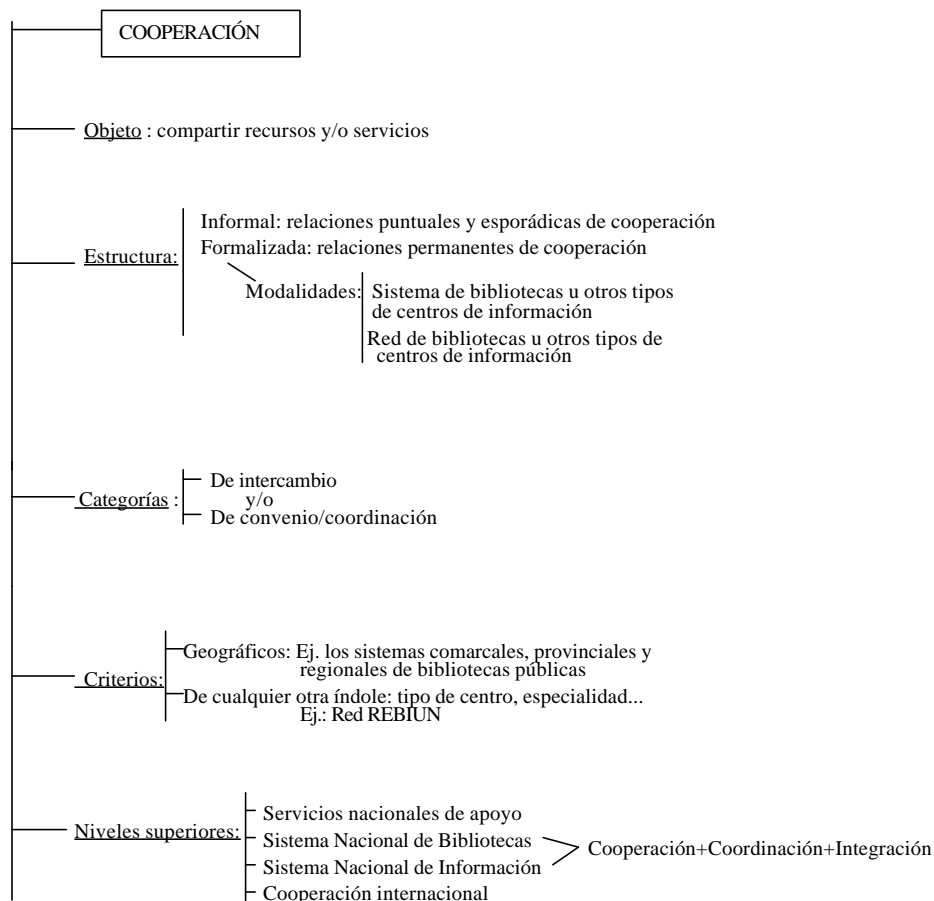 COOPERACIÓN
Objeto : compartir recursos y/o servicios
Estructura:
Informal: relaciones puntuales y esporádicas de cooperación
Formalizada: relaciones permanentes de cooperación
Modalidades:
Sistema de bibliotecas u otros tipos
de centros de información
Red de bibliotecas u otros tipos de
centros de información
Categorías :
De intercambio
y/o
De convenio/coordinación
Criterios:
Geográficos: Ej. los sistemas comarcales, provinciales y
regionales de bibliotecas públicas
De cualquier otra índole: tipo de centro, especialidad...
Ej.: Red REBIUN
Niveles superiores:
Servicios nacionales de apoyo
Sistema Nacional de Bibliotecas
Sistema Nacional de Información
Cooperación internacional
Cooperación+Coordinación+Integración